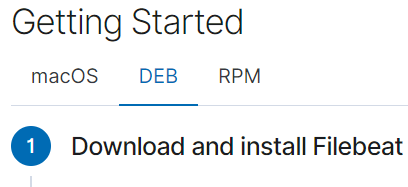 Getting Started
macOS DEB RPM
1 Download and install Filebeat